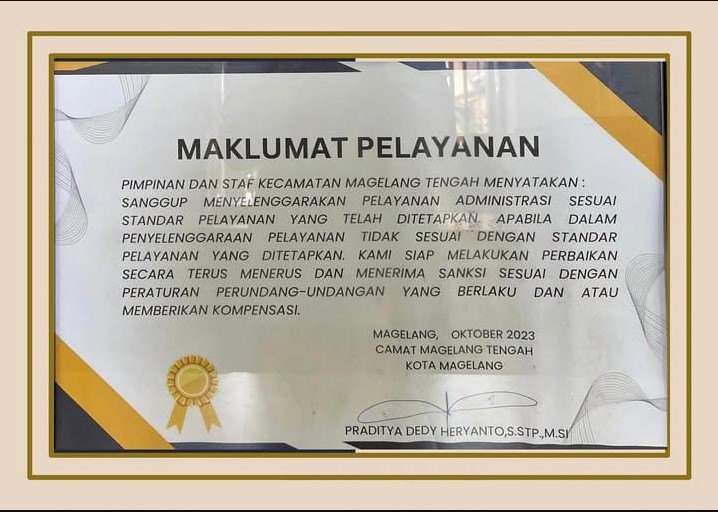 MAKLUMAT PELAYANAN
PIMPINAN DAN STAF KECAMATAN MAGELANG TENGAH MENYATAKAN :
SANGGUP MENYELENGGARAKAN PELAYANAN ADMINISTRASI SESUAI
STANDAR PELAYANAN YANG TELAH DITETAPKAN. APABILA DALAM
PENYELENGGARAAN PELAYANAN TIDAK SESUAI DENGAN STANDAR
PELAYANAN YANG DITETAPKAN. KAMI SIAP MELAKUKAN PERBAIKAN
SECARA TERUS MENERUS DAN MENERIMA SANKSI SESUAI DENGAN
PERATURAN PERUNDANG-UNDANGAN YANG BERLAKU DAN ATAU
MEMBERIKAN KOMPENSASI.
MAGELANG, OKTOBER 2023
CAMAT MAGELANG TENGAH
KOTA MAGELANG
PRADITYA DEDY HERYANTO,S.STP.,M.SI